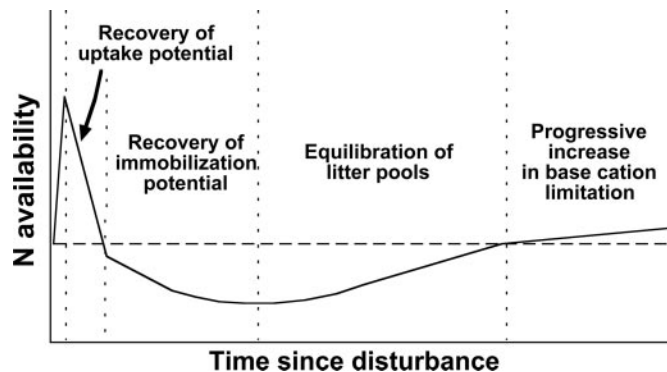 Recovery of
uptake potential
Recovery of
immobilization
potential
Equilibration of
litter pools
Progressive
increase
in base cation
limitation
N availability
Time since disturbance